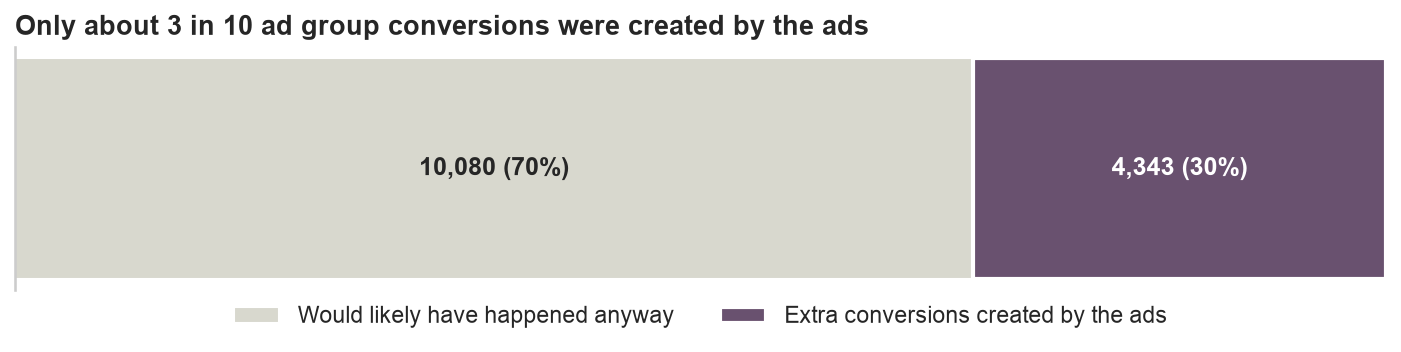 Only about 3 in 10 ad group conversions were created by the ads
10,080 (70%)
4,343 (30%)
Would likely have happened anyway
Extra conversions created by the ads